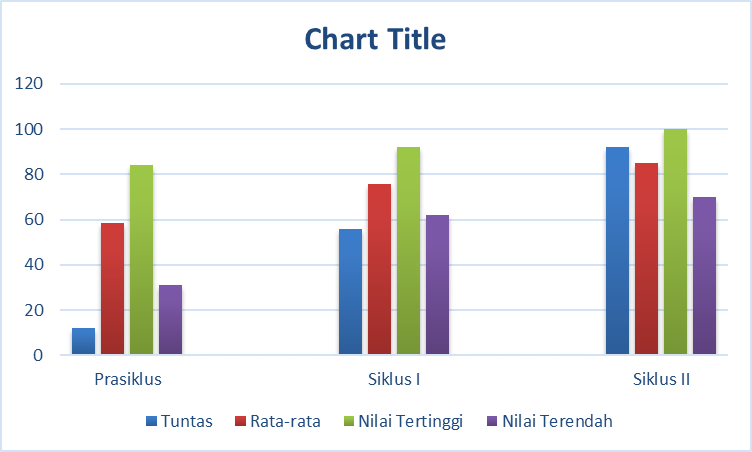 Chart Title
120
100
80
60
40
20
0
Prasiklus Siklus I Siklus II
Tuntas Rata-rata Nilai Tertinggi Nilai Terendah